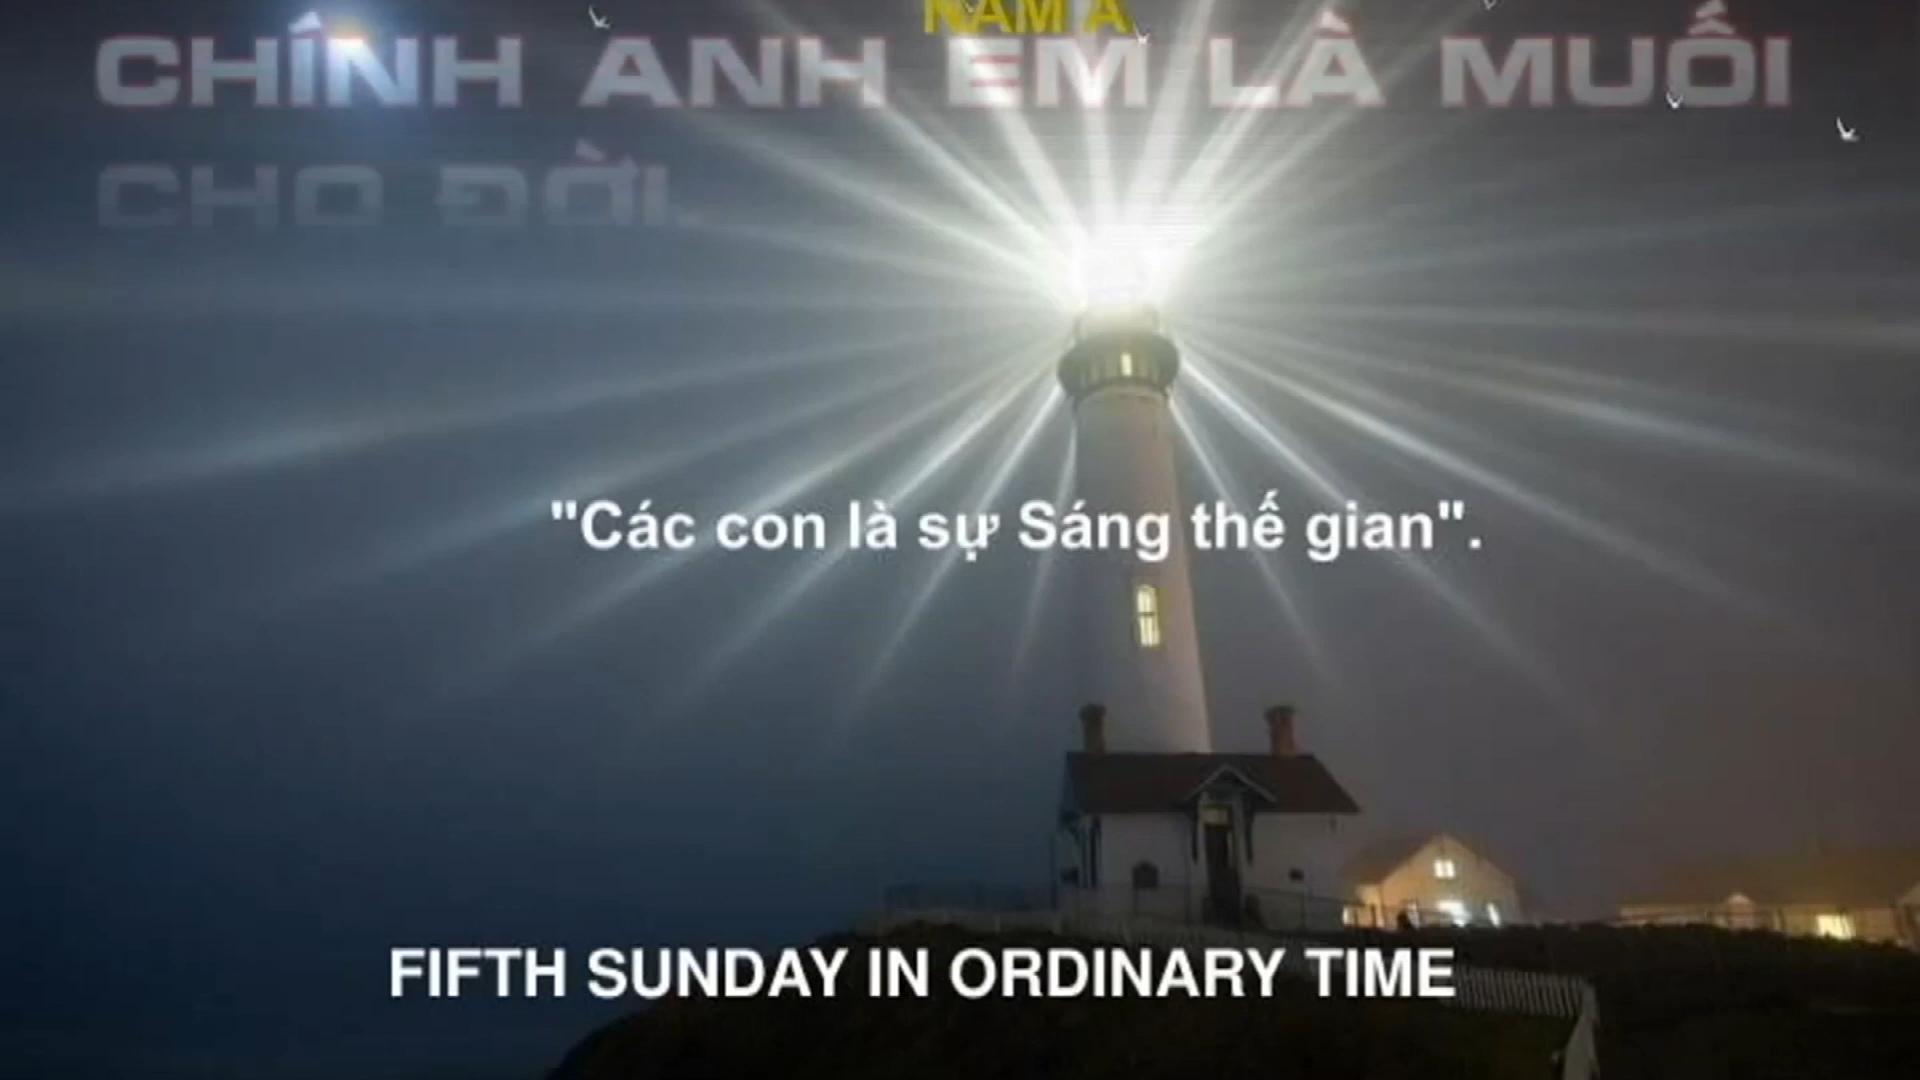 NĂM A
CHÍNH ANH EM LÀ MUỐI
CHO ĐỜI.
"Các con là sự Sáng thế gian".
FIFTH SUNDAY IN ORDINARY TIME